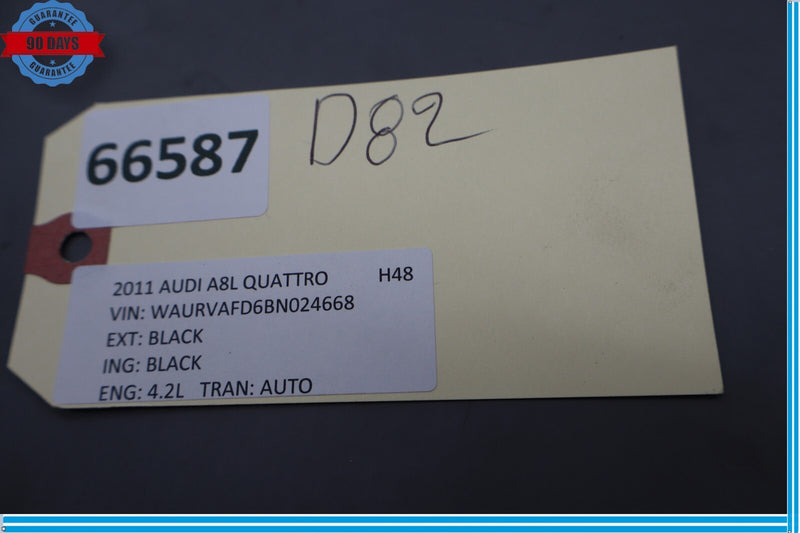 GUARANTEE
90 DAYS
GUARANTEE
66587
D82
2011 AUDI A8L QUATTRO H48
VIN: WAURVAFD6BN024668
EXT: BLACK
ING: BLACK
ENG: 4.2L TRAN: AUTO